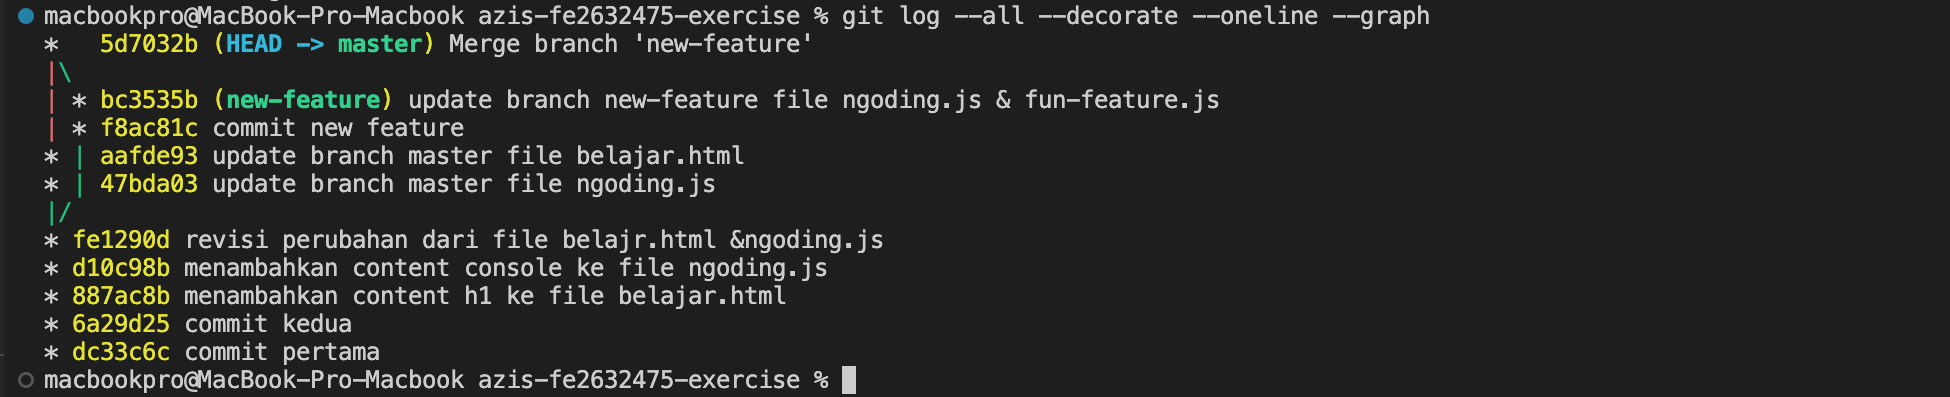 macbookpro@MacBook-Pro-Macbook azis-fe2632475-exercise % git log --all --decorate --oneline --graph
*   5d7032b (HEAD -> master) Merge branch 'new-feature'
|\
| * bc3535b (new-feature) update branch new-feature file ngoding.js & fun-feature.js
| * f8ac81c commit new feature
* | aafde93 update branch master file belajar.html
* | 47bda03 update branch master file ngoding.js
|/
* fe1290d revisi perubahan dari file belajr.html &ngoding.js
* d10c98b menambahkan content console ke file ngoding.js
* 887ac8b menambahkan content h1 ke file belajar.html
* 6a29d25 commit kedua
* dc33c6c commit pertama
macbookpro@MacBook-Pro-Macbook azis-fe2632475-exercise %